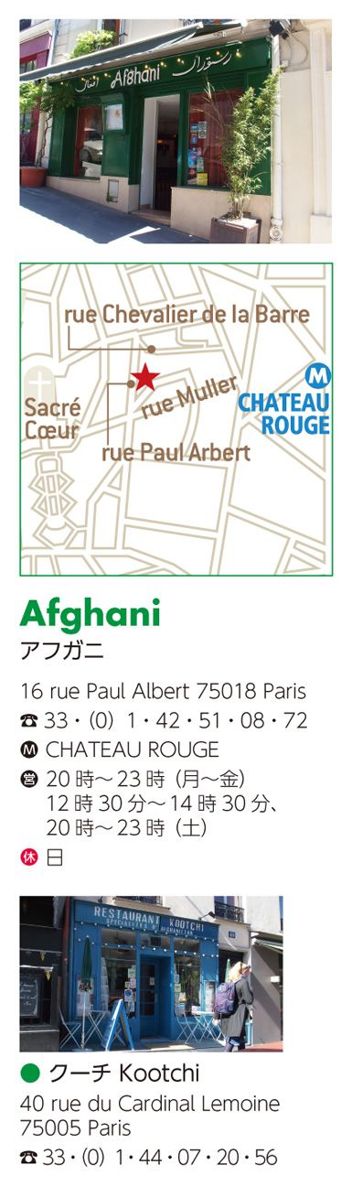 افغانی Afghani رستوران
rue Chevalier de la Barre
M
CHATEAU
ROUGE
rue Muller
Sacré
Cœur
rue Paul Arbert
Afghani
アフガニ
16 rue Paul Albert 75018 Paris
☎ 33・(0) 1・42・51・08・72
Ⓜ CHATEAU ROUGE
営 20時〜23時 (月〜金)
12時30分〜14時30分、
20時〜23時 (土)
休 日
RESTAURANT KOOTCHI
SPECIALITES D'AFGHANISTAN
● クーチ Kootchi
40 rue du Cardinal Lemoine
75005 Paris
☎ 33・(0) 1・44・07・20・56